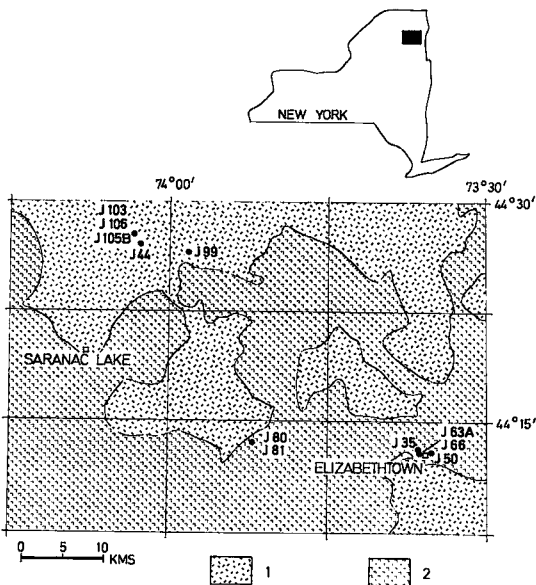 NEW YORK
74°00'
73°30'
44°30'
J 103
J 106
J 105B
J 44
J 99
SARANAC LAKE
44°15'
J 80
J 81
J 35
J 63A
J 66
J 50
ELIZABETHTOWN
0 5 10
KMS
1
2